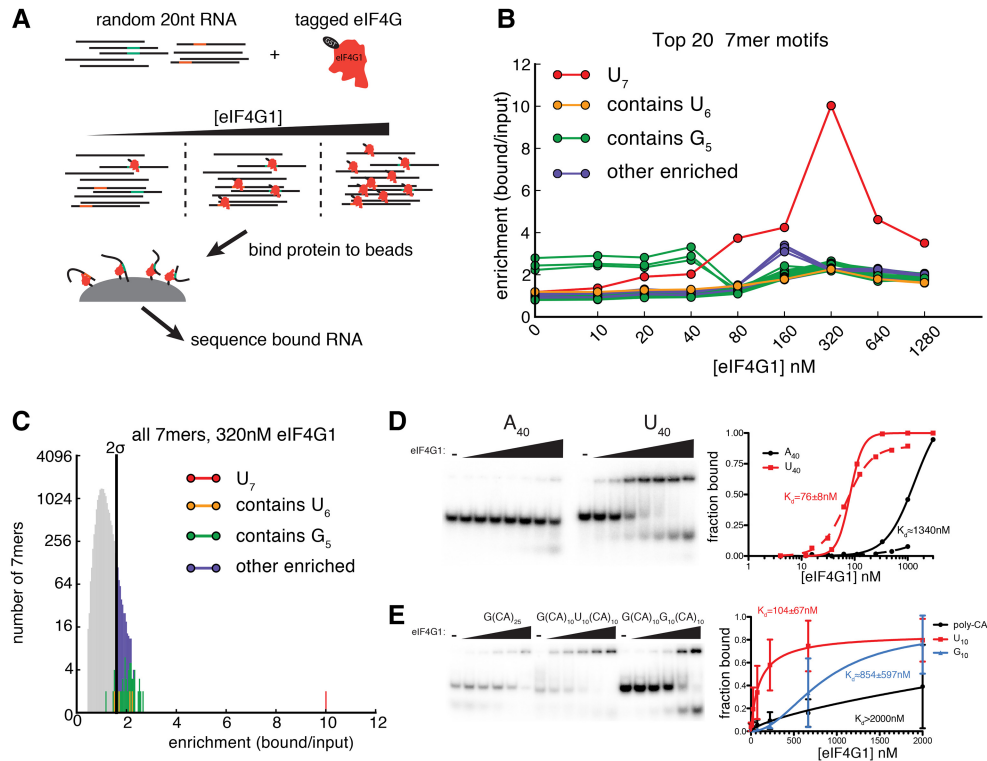 A
random 20nt RNA
tagged eIF4G
+
GST
eIF4G1
[eIF4G1]
bind protein to beads
sequence bound RNA
B
Top 20 7mer motifs
enrichment (bound/input)
12
10
8
6
4
2
0
U7
contains U6
contains G5
other enriched
0 10 20 40 80 160 320 640 1280
[eIF4G1] nM
C
all 7mers, 320nM eIF4G1
2σ
number of 7mers
4096
1024
256
64
16
4
0
U7
contains U6
contains G5
other enriched
0 2 4 6 8 10 12
enrichment (bound/input)
D
A40 U40
eIF4G1: - -
fraction bound
1.00
0.75
0.50
0.25
0.00
A40
U40
Kd=76±8nM
Kd≈1340nM
1 10 100 1000
[eIF4G1] nM
E
G(CA)25 G(CA)10U10(CA)10 G(CA)10G10(CA)10
eIF4G1: - - -
fraction bound
1.0
0.8
0.6
0.4
0.2
0.0
Kd=104±67nM
poly-CA
U10
G10
Kd=854±597nM
Kd>2000nM
0 500 1000 1500 2000
[eIF4G1] nM